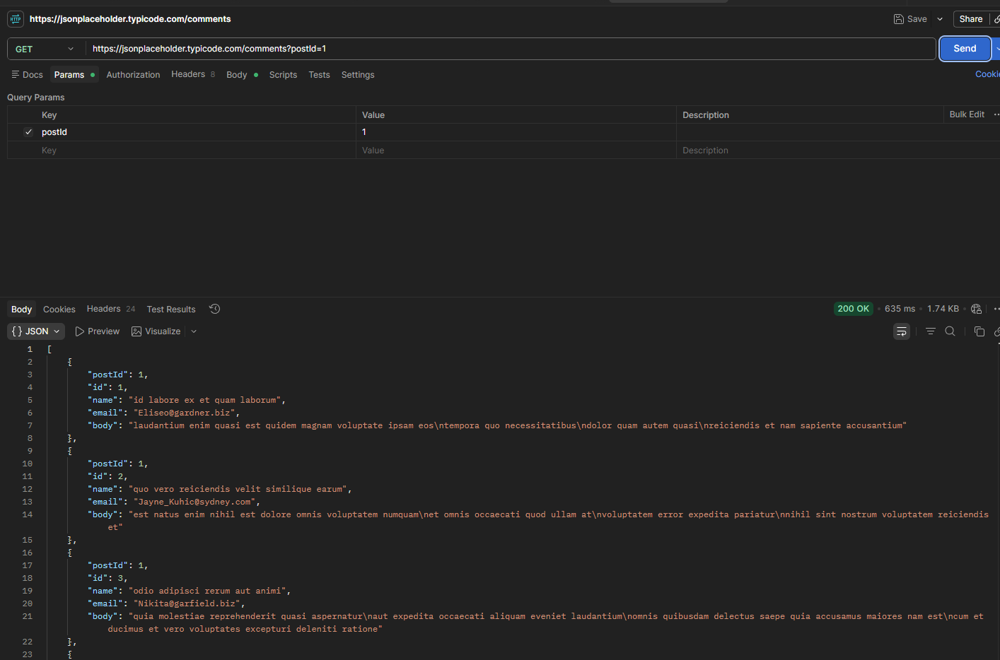 HTTP https://jsonplaceholder.typicode.com/comments Save Share
GET https://jsonplaceholder.typicode.com/comments?postId=1 Send
Docs Params Authorization Headers 8 Body Scripts Tests Settings Cookie
Query Params
Key Value Description Bulk Edit
postId 1
Key Value Description
Body Cookies Headers 24 Test Results 200 OK 635 ms 1.74 KB
{} JSON Preview Visualize
1 [
2 {
3 "postId": 1,
4 "id": 1,
5 "name": "id labore ex et quam laborum",
6 "email": "Eliseo@gardner.biz",
7 "body": "laudantium enim quasi est quidem magnam voluptate ipsam eos\ntempora quo necessitatibus\ndolor quam autem quasi\nreiciendis et nam sapiente accusantium"
8 },
9 {
10 "postId": 1,
11 "id": 2,
12 "name": "quo vero reiciendis velit similique earum",
13 "email": "Jayne_Kuhic@sydney.com",
14 "body": "est natus enim nihil est dolore omnis voluptatem numquam\net omnis occaecati quod ullam at\nvoluptatem error expedita pariatur\nnihil sint nostrum voluptatem reiciendis
et"
15 },
16 {
17 "postId": 1,
18 "id": 3,
19 "name": "odio adipisci rerum aut animi",
20 "email": "Nikita@garfield.biz",
21 "body": "quia molestiae reprehenderit quasi aspernatur\naut expedita occaecati aliquam eveniet laudantium\nomnis quibusdam delectus saepe quia accusamus maiores nam est\ncum et
ducimus et vero voluptates excepturi deleniti ratione"
22 },
23 {